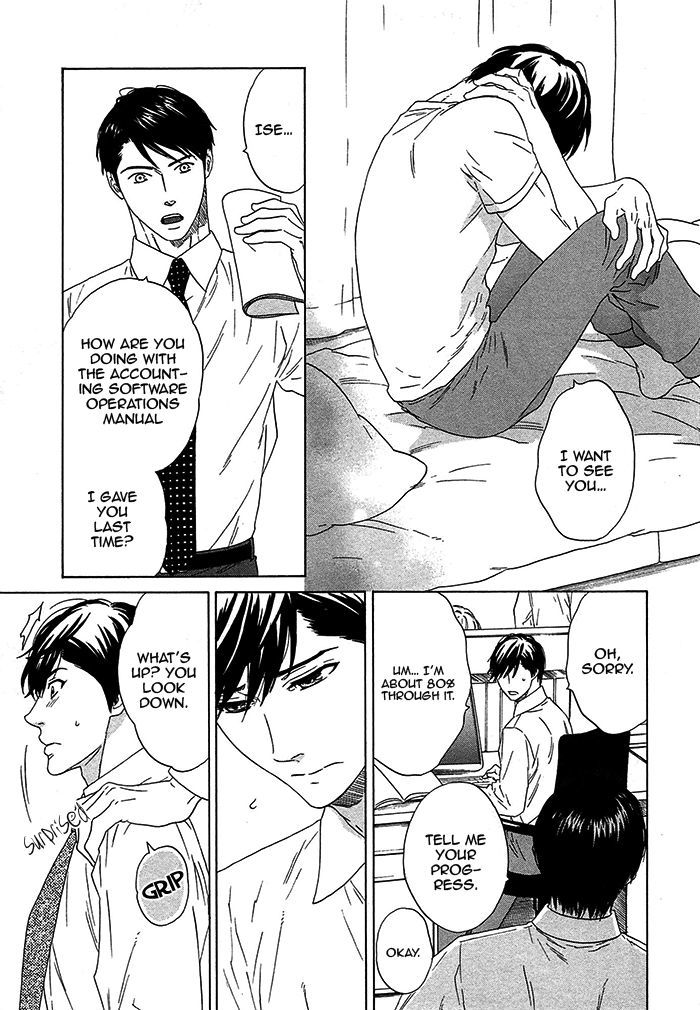 I WANT
TO SEE
YOU...
ISE...
HOW ARE YOU
DOING WITH
THE ACCOUNT-
ING SOFTWARE
OPERATIONS
MANUAL
I GAVE
YOU
LAST
TIME?
OH,
SORRY.
UM... I'M
ABOUT 80%
THROUGH IT.
TELL ME
YOUR
PROG-
RESS.
OKAY.
WHAT'S
UP? YOU
LOOK
DOWN.
Surprised
GRIP